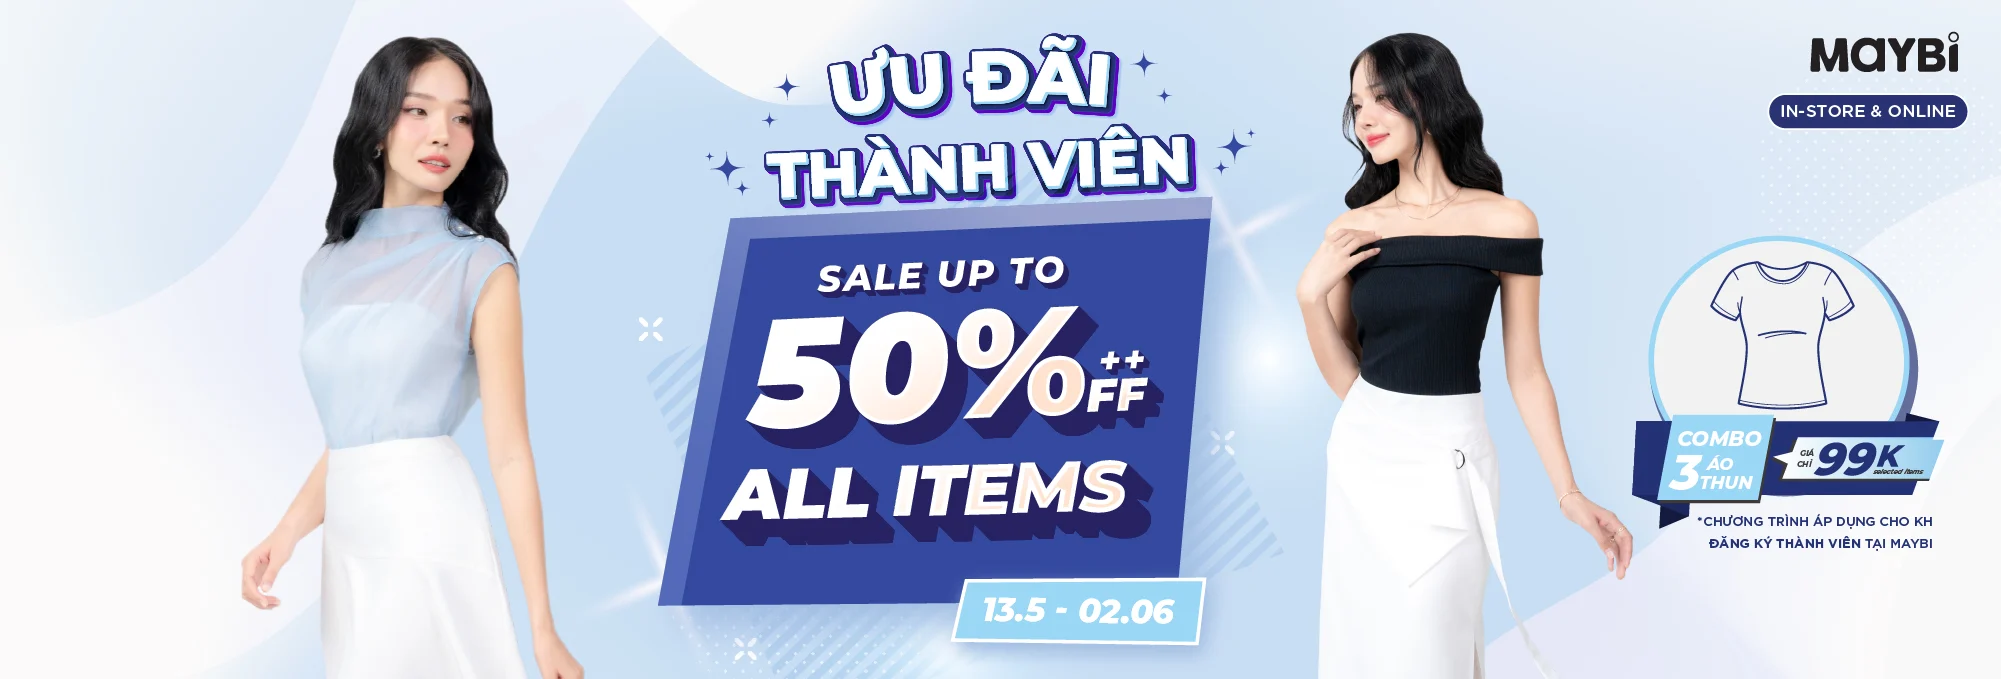 ƯU ĐÃI
THÀNH VIÊN
SALE UP TO
50%++
OFF
ALL ITEMS
13.5 - 02.06
MAYBI
IN-STORE & ONLINE
COMBO
3 ÁO THUN
GIÁ CHỈ 99K
selected items
*CHƯƠNG TRÌNH ÁP DỤNG CHO KH
ĐĂNG KÝ THÀNH VIÊN TẠI MAYBI